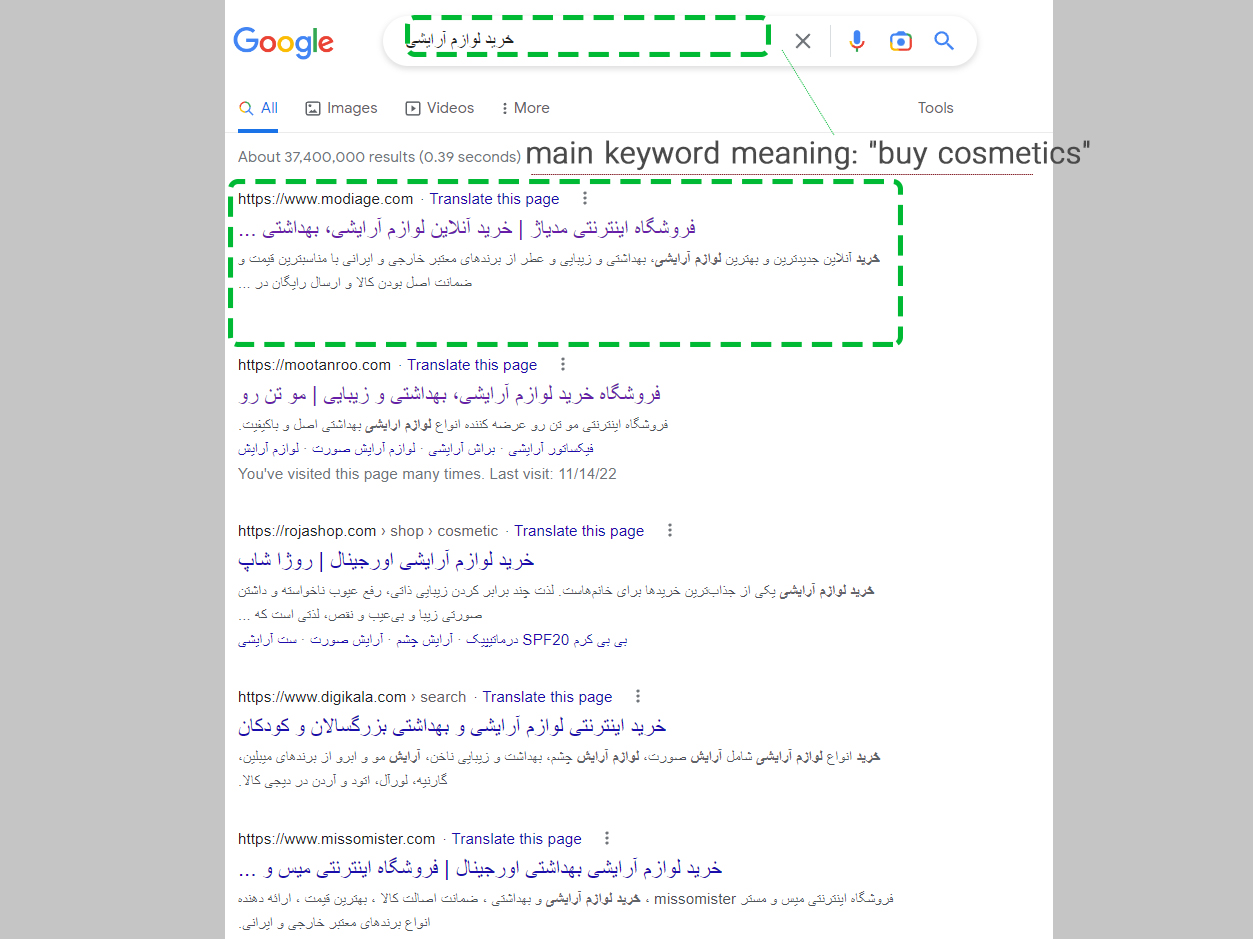 Google
خرید لوازم آرایشی
All Images Videos More Tools
About 37,400,000 results (0.39 seconds)
main keyword meaning: "buy cosmetics"
https://www.modiage.com · Translate this page
فروشگاه اینترنتی مدیاژ | خرید آنلاین لوازم آرایشی، بهداشتی ...
خرید آنلاین جدیدترین و بهترین لوازم آرایشی، بهداشتی و زیبایی و عطر از برندهای معتبر خارجی و ایرانی با مناسبترین قیمت و
ضمانت اصل بودن کالا و ارسال رایگان در ...
https://mootanroo.com · Translate this page
فروشگاه خرید لوازم آرایشی، بهداشتی و زیبایی | مو تن رو
فروشگاه اینترنتی مو تن رو عرضه کننده انواع لوازم ارایشی بهداشتی اصل و باکیفیت.
فیکساتور آرایشی · براش آرایشی · لوازم آرایش صورت · لوازم آرایش
You've visited this page many times. Last visit: 11/14/22
https://rojashop.com › shop › cosmetic · Translate this page
خرید لوازم آرایشی اورجینال | روژا شاپ
خرید لوازم آرایشی یکی از جذاب‌ترین خریدها برای خانم‌هاست. لذت چند برابر کردن زیبایی ذاتی، رفع عیوب ناخواسته و داشتن
صورتی زیبا و بی‌عیب و نقص، لذتی است که ...
بی بی کرم SPF20 درماتیپیک · آرایش چشم · آرایش صورت · ست آرایشی
https://www.digikala.com › search · Translate this page
خرید اینترنتی لوازم آرایشی و بهداشتی بزرگسالان و کودکان
خرید انواع لوازم آرایشی شامل آرایش صورت، لوازم آرایش چشم، بهداشت و زیبایی ناخن، آرایش مو و ابرو از برندهای میبلین،
گارنیه، لورآل، اتود و آردن در دیجی کالا.
https://www.missomister.com · Translate this page
خرید لوازم آرایشی بهداشتی اورجینال | فروشگاه اینترنتی میس و ...
فروشگاه اینترنتی میس و مستر missomister ، خرید لوازم آرایشی و بهداشتی ، ضمانت اصالت کالا ، بهترین قیمت ، ارائه دهنده
انواع برندهای معتبر خارجی و ایرانی.